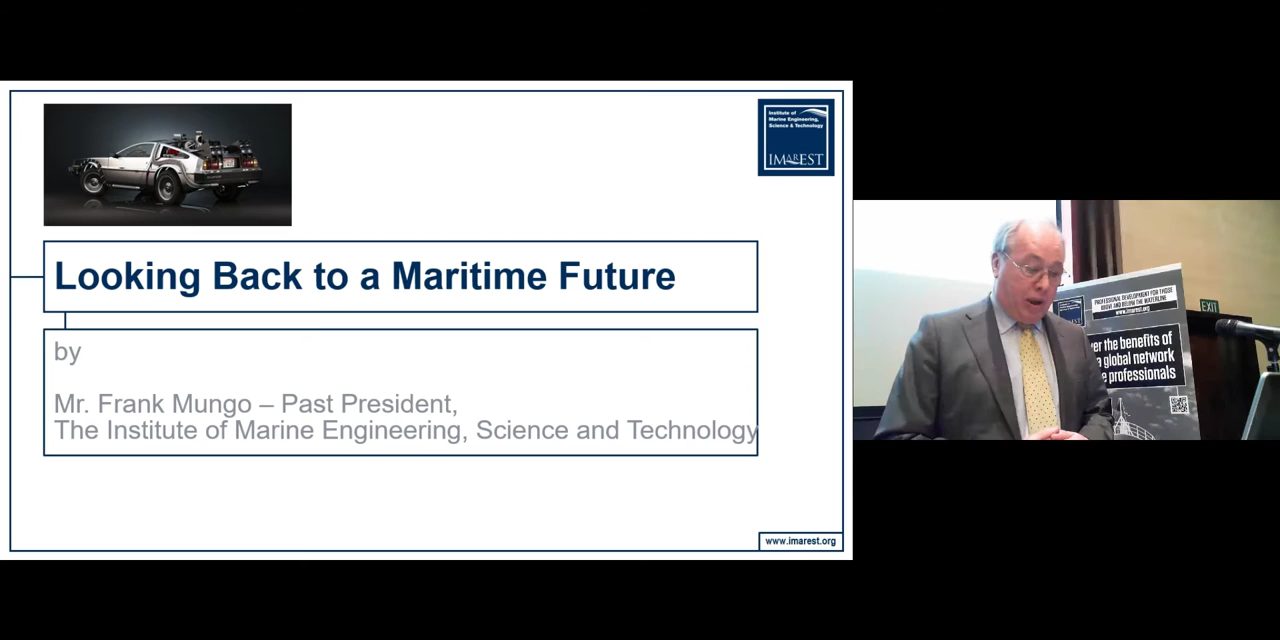 Institute of
Marine Engineering,
Science & Technology
IMAREST
Looking Back to a Maritime Future
by
Mr. Frank Mungo – Past President,
The Institute of Marine Engineering, Science and Technology
www.imarest.org
PROFESSIONAL DEVELOPMENT FOR THOSE
ABOVE AND BELOW THE WATERLINE
www.imarest.org
EXIT
the benefits of
a global network
professionals